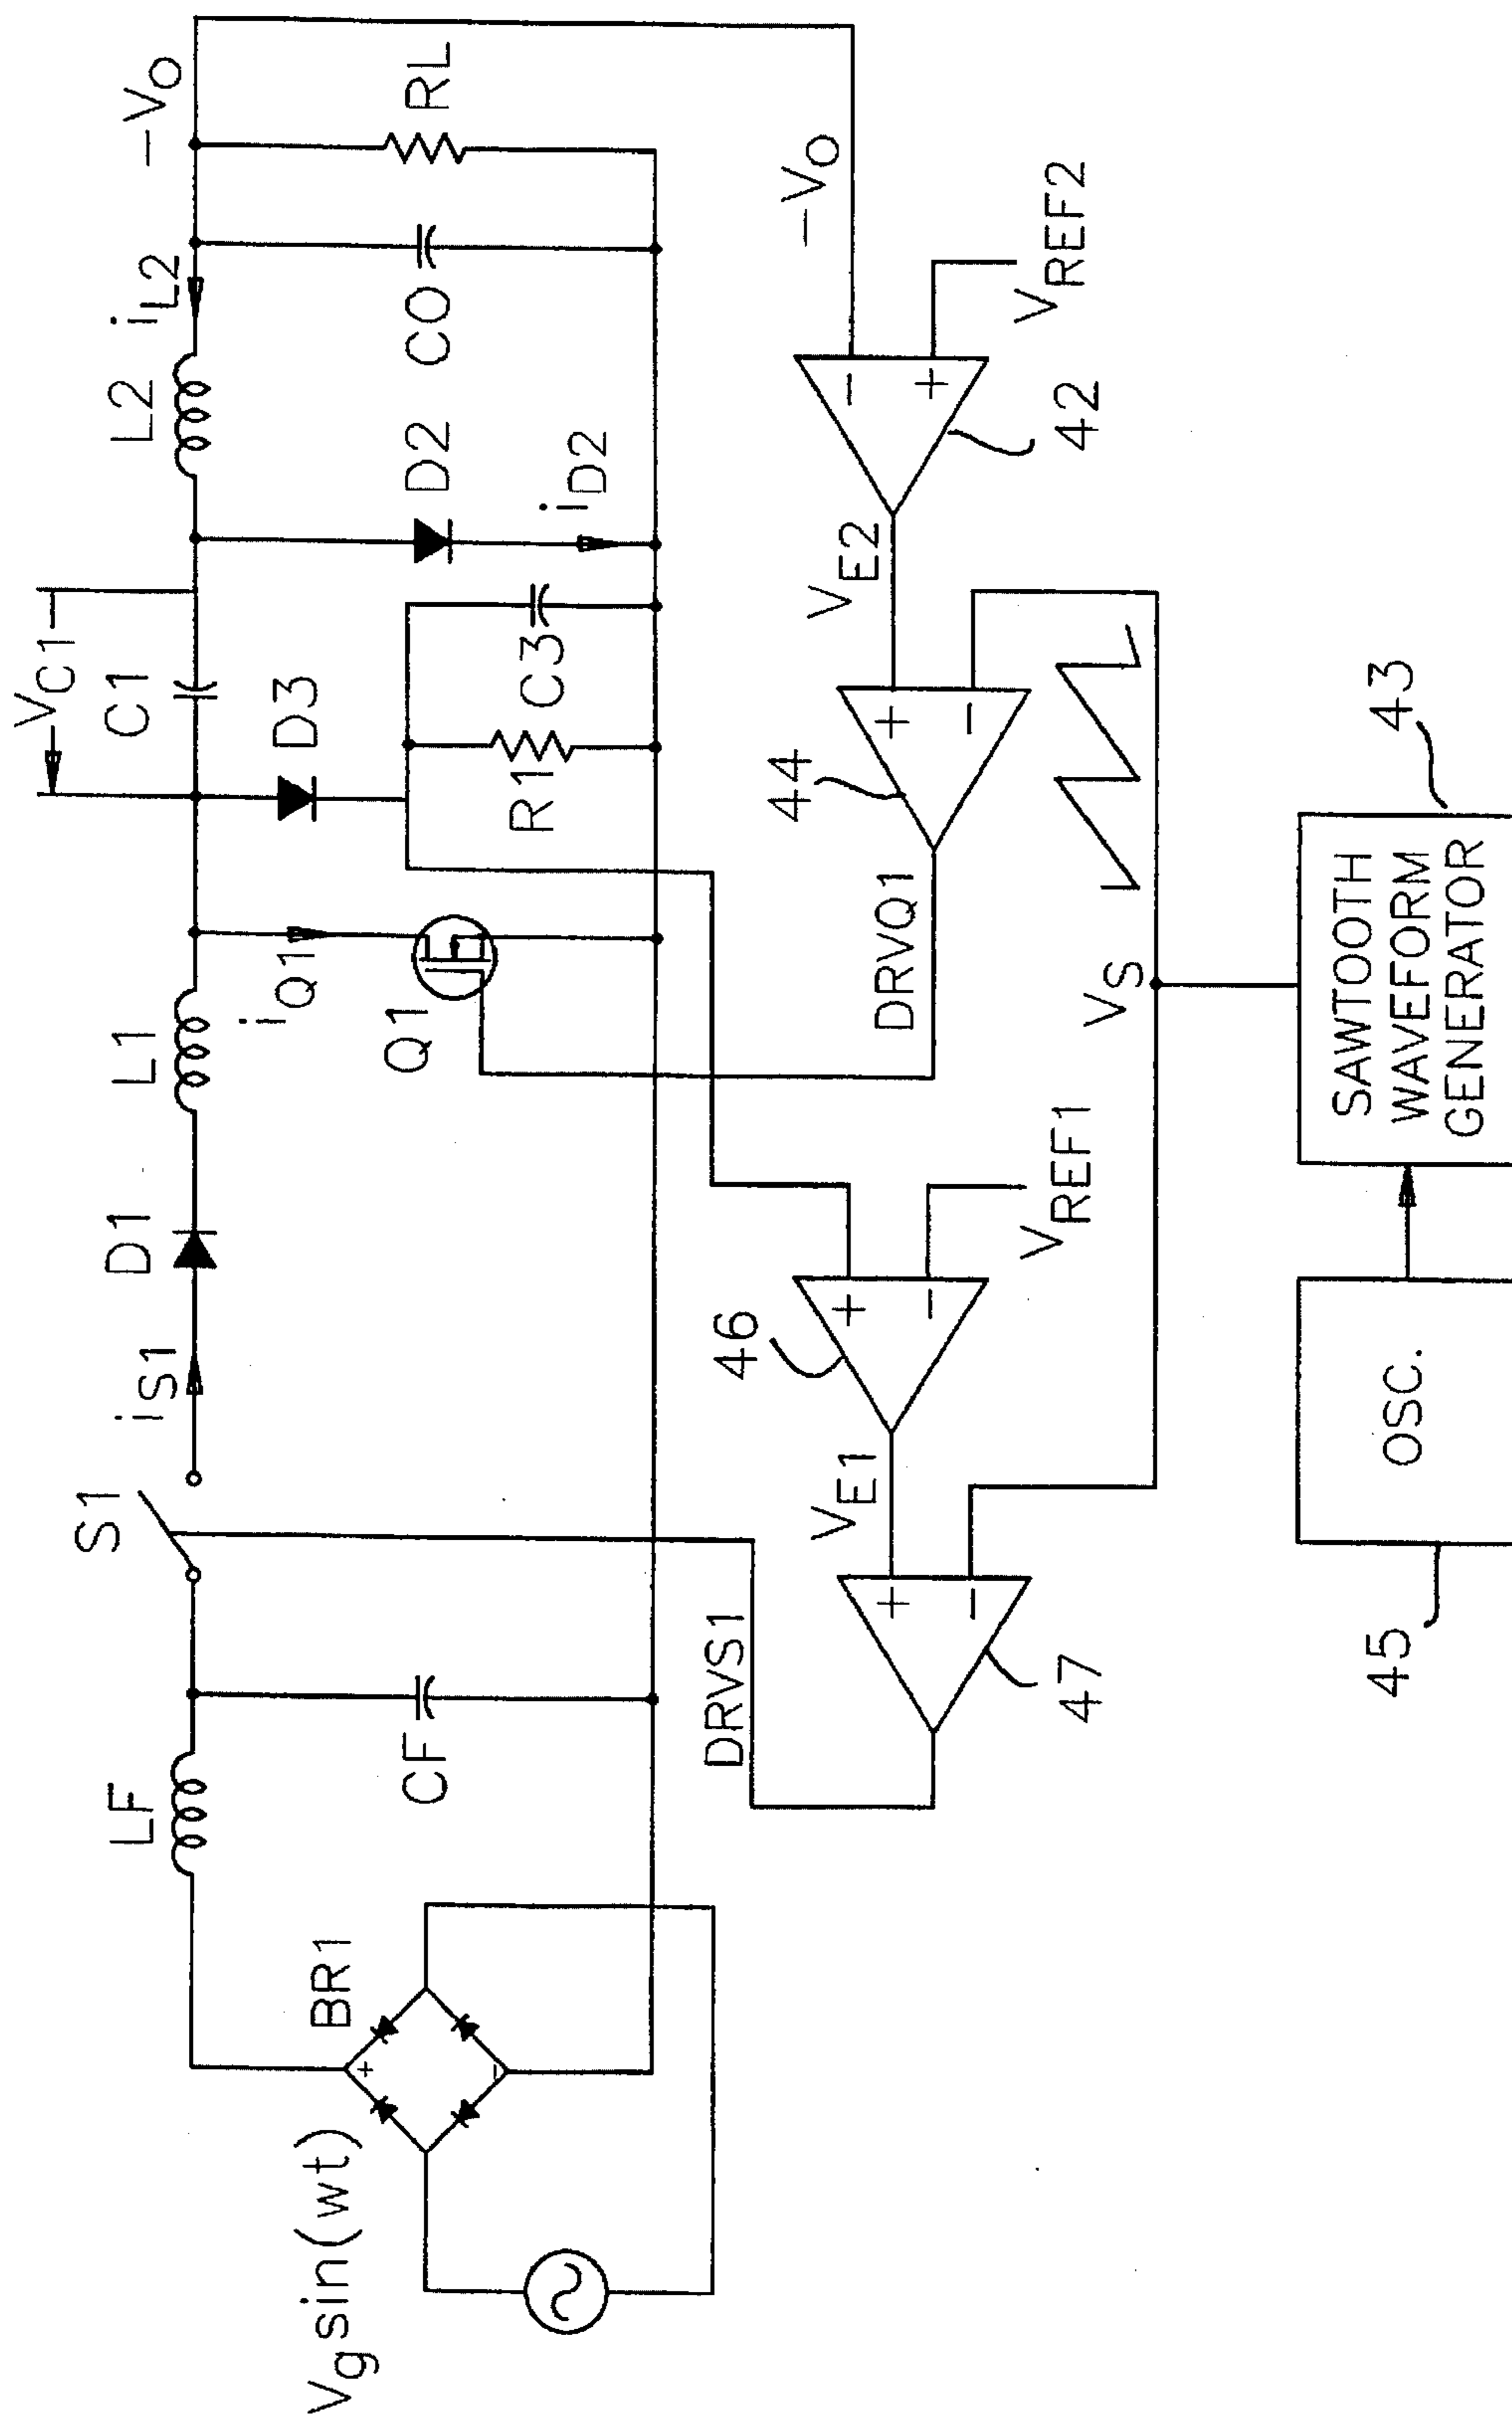 Vg sin(wt)
BR1
LF
CF
S1
iS1
D1
L1
iQ1
Q1
VC1
C1
D3
R1
C3
D2
iD2
L2
iL2
CO
RL
-VO
-VO
DRVS1
47
VE1
46
VREF1
DRVQ1
44
VE2
42
VREF2
VS
45
OSC.
43
SAWTOOTH
WAVEFORM
GENERATOR